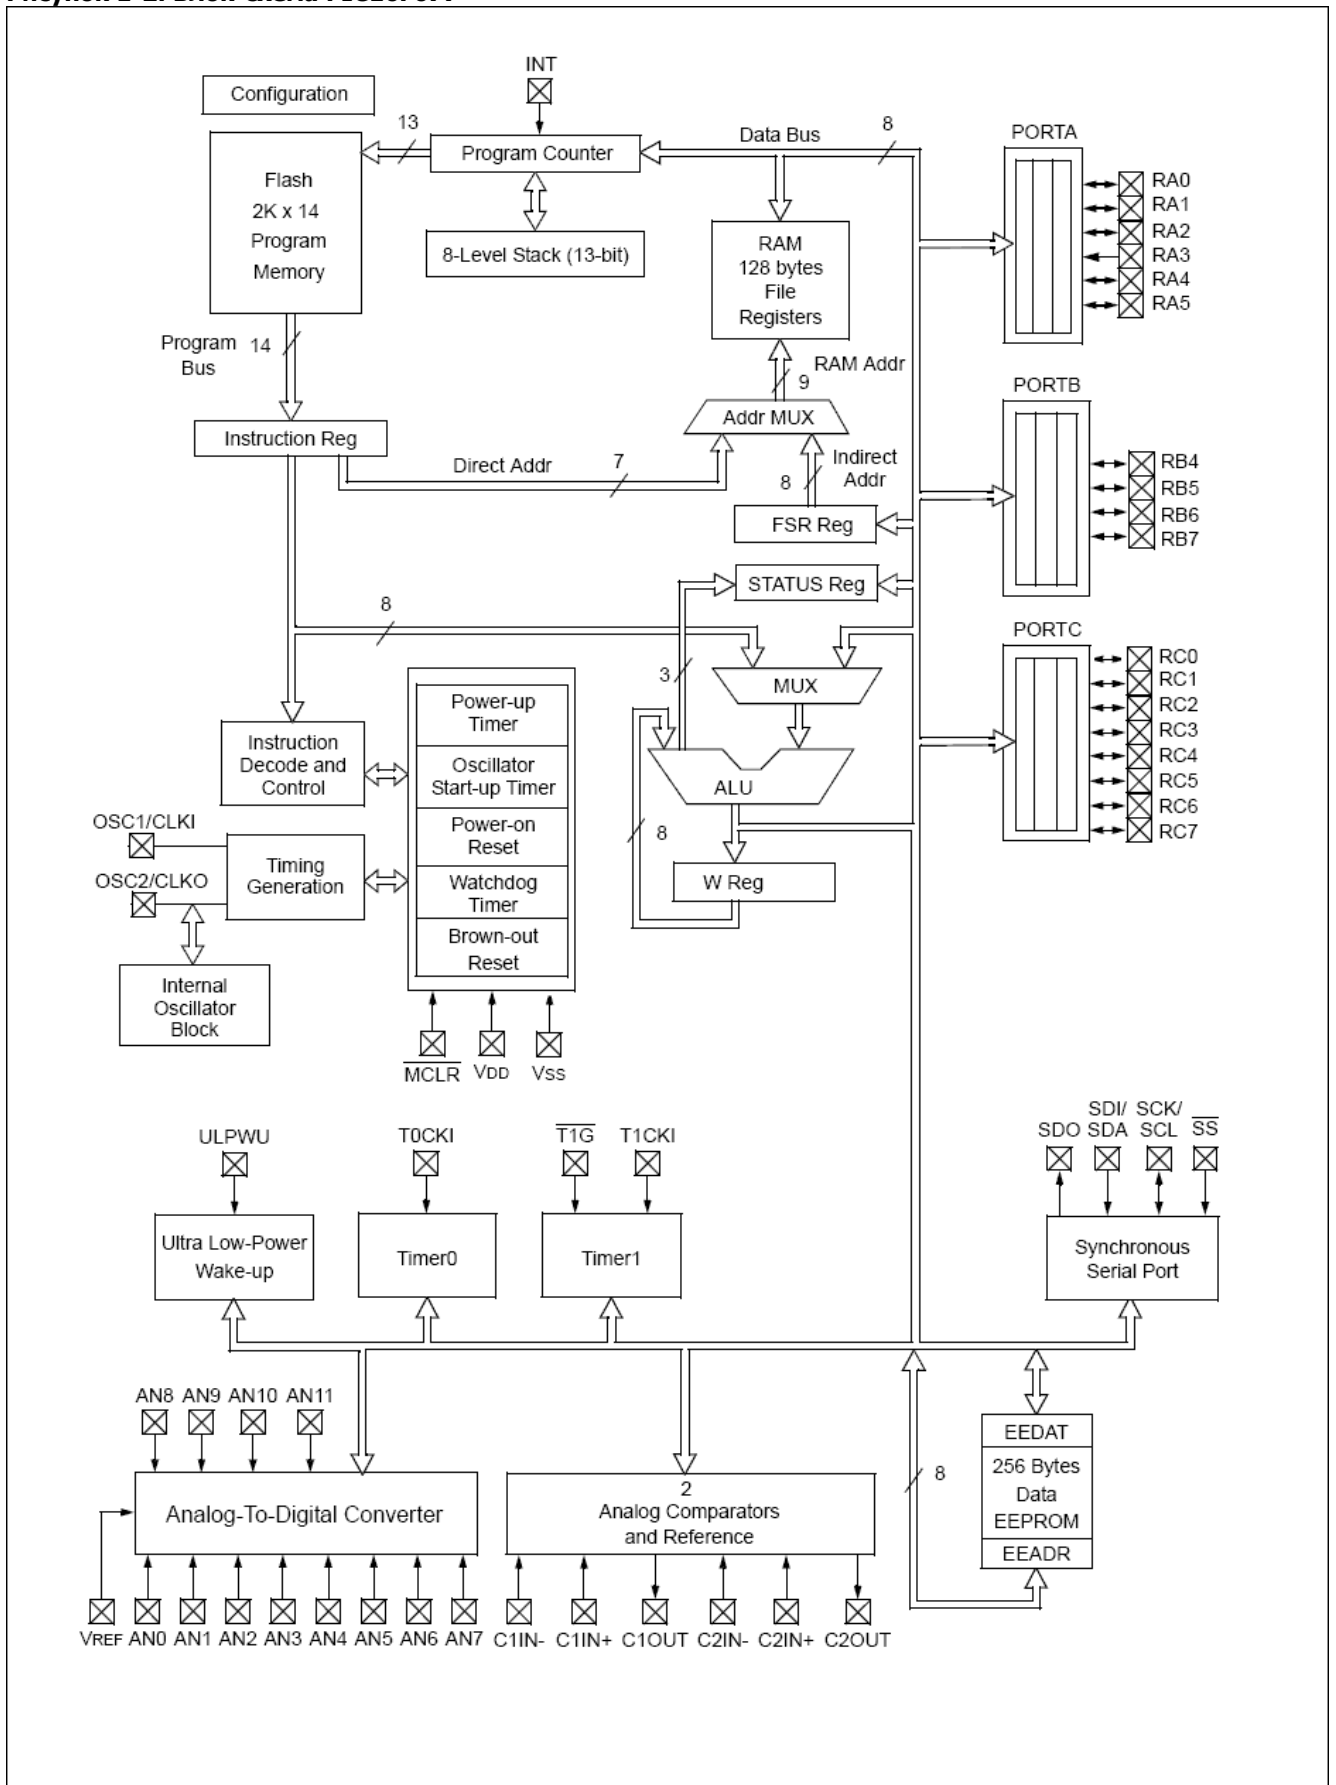 INT
Configuration
13
Program Counter
Data Bus
8
PORTA
Flash
2K x 14
Program
Memory
8-Level Stack (13-bit)
RAM
128 bytes
File
Registers
RA0
RA1
RA2
RA3
RA4
RA5
Program
Bus
14
RAM Addr
9
PORTB
Addr MUX
Instruction Reg
Direct Addr
7
Indirect
Addr
8
FSR Reg
RB4
RB5
RB6
RB7
STATUS Reg
8
3
MUX
PORTC
RC0
RC1
RC2
RC3
RC4
RC5
RC6
RC7
Power-up
Timer
Oscillator
Start-up Timer
Power-on
Reset
Watchdog
Timer
Brown-out
Reset
Instruction
Decode and
Control
ALU
8
W Reg
OSC1/CLKI
OSC2/CLKO
Timing
Generation
Internal
Oscillator
Block
MCLR
VDD
VSS
ULPWU
T0CKI
T1G
T1CKI
SDO
SDI/
SDA
SCK/
SCL
SS
Ultra Low-Power
Wake-up
Timer0
Timer1
Synchronous
Serial Port
AN8 AN9 AN10 AN11
Analog-To-Digital Converter
2
Analog Comparators
and Reference
8
EEDAT
256 Bytes
Data
EEPROM
EEADR
VREF AN0 AN1 AN2 AN3 AN4 AN5 AN6 AN7
C1IN- C1IN+ C1OUT C2IN- C2IN+ C2OUT